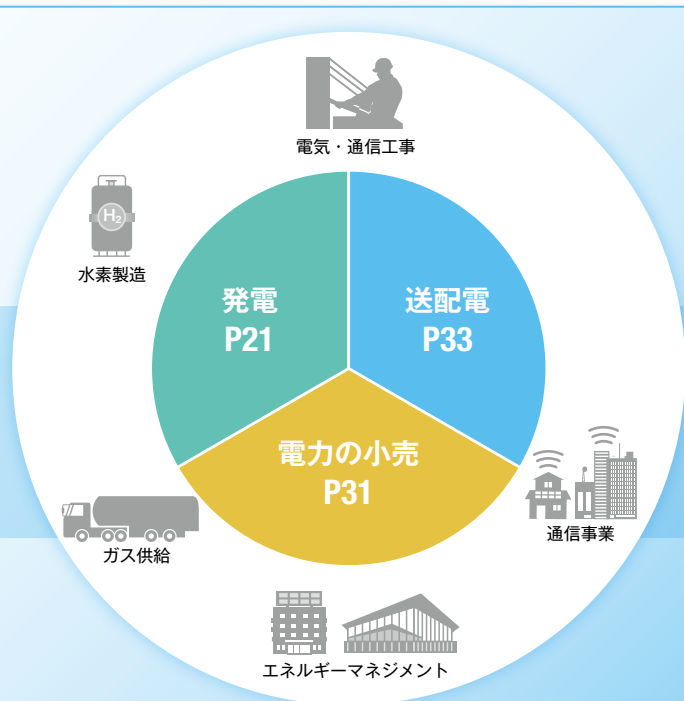 電気・通信工事
H₂
水素製造
発電
P21
送配電
P33
電力の小売
P31
通信事業
ガス供給
エネルギーマネジメント